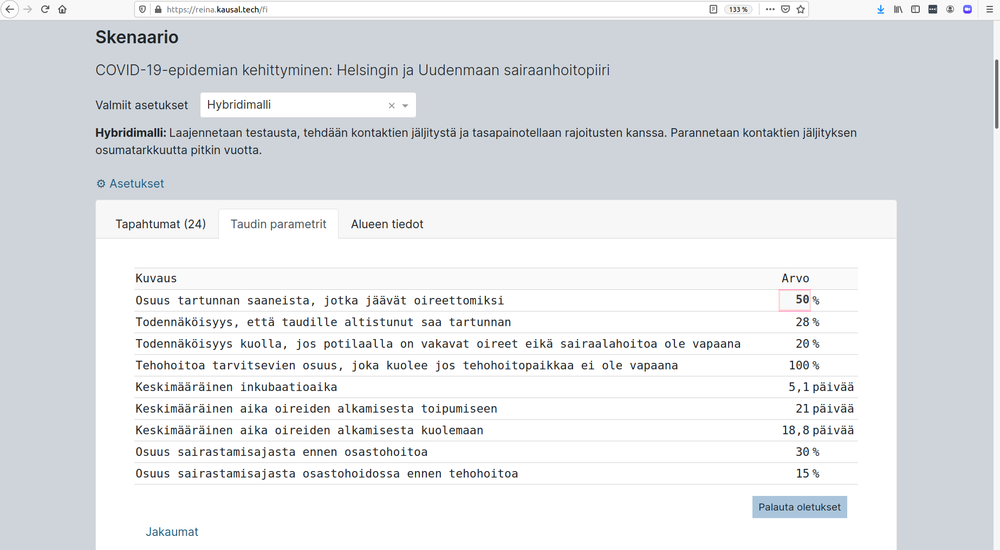 https://reina.kausal.tech/fi
133 %
Skenaario
COVID-19-epidemian kehittyminen: Helsingin ja Uudenmaan sairaanhoitopiiri
Valmiit asetukset Hybridimalli
Hybridimalli: Laajennetaan testausta, tehdään kontaktien jäljitystä ja tasapainotellaan rajoitusten kanssa. Parannetaan kontaktien jäljityksen
osumatarkkuutta pitkin vuotta.
Asetukset
Tapahtumat (24) Taudin parametrit Alueen tiedot
Kuvaus Arvo
Osuus tartunnan saaneista, jotka jäävät oireettomiksi 50 %
Todennäköisyys, että taudille altistunut saa tartunnan 28 %
Todennäköisyys kuolla, jos potilaalla on vakavat oireet eikä sairaalahoitoa ole vapaana 20 %
Tehohoitoa tarvitsevien osuus, joka kuolee jos tehohoitopaikkaa ei ole vapaana 100 %
Keskimääräinen inkubaatioaika 5,1 päivää
Keskimääräinen aika oireiden alkamisesta toipumiseen 21 päivää
Keskimääräinen aika oireiden alkamisesta kuolemaan 18,8 päivää
Osuus sairastamisajasta ennen osastohoitoa 30 %
Osuus sairastamisajasta osastohoidossa ennen tehohoitoa 15 %
Palauta oletukset
Jakaumat